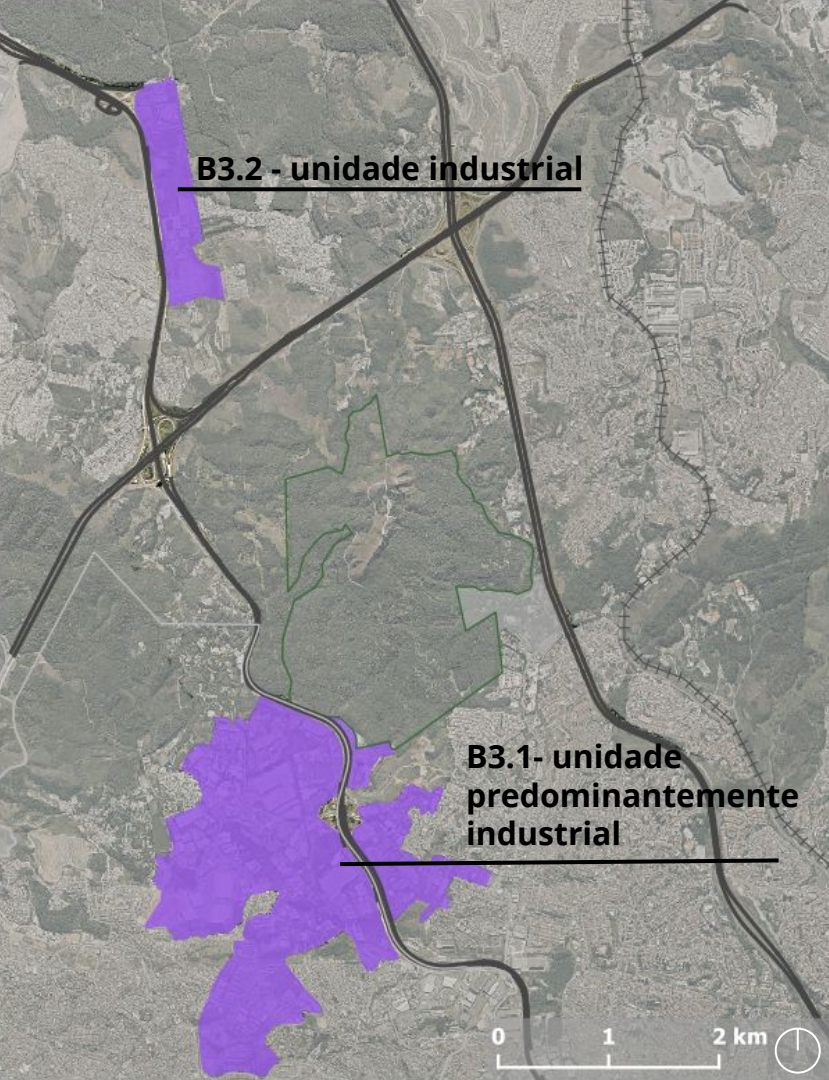 B3.2 - unidade industrial
B3.1- unidade
predominantemente
industrial
0 1 2 km